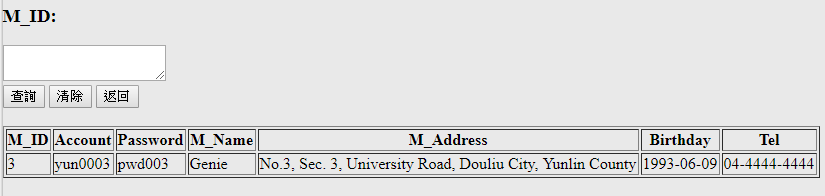 M_ID:
查詢 清除 返回
M_ID Account Password M_Name M_Address Birthday Tel
3 yun0003 pwd003 Genie No.3, Sec. 3, University Road, Douliu City, Yunlin County 1993-06-09 04-4444-4444